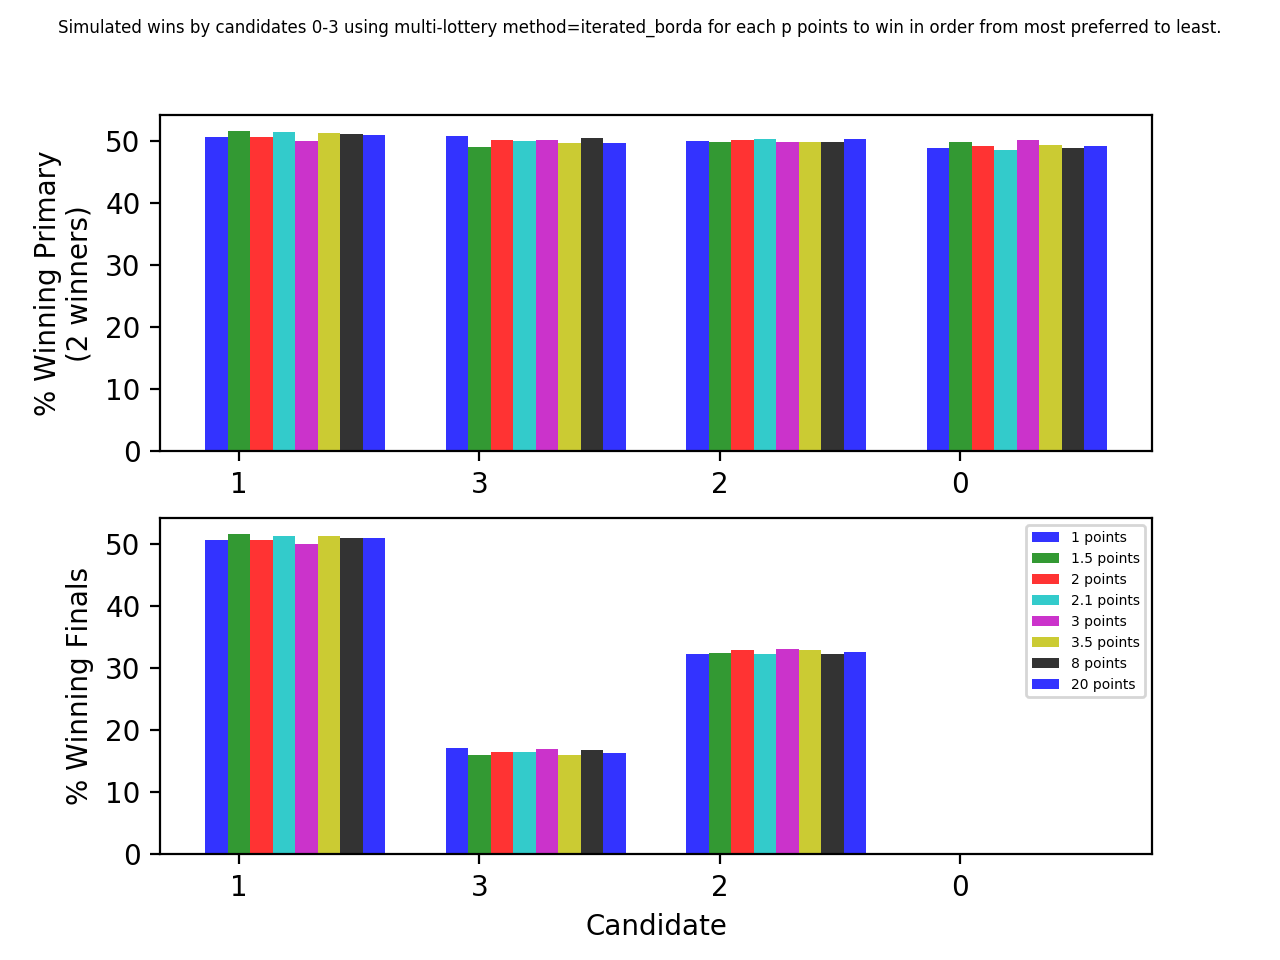 Simulated wins by candidates 0-3 using multi-lottery method=iterated_borda for each p points to win in order from most preferred to least.
% Winning Primary
(2 winners)
50
40
30
20
10
0
1 3 2 0
% Winning Finals
50
40
30
20
10
0
1 points
1.5 points
2 points
2.1 points
3 points
3.5 points
8 points
20 points
1 3 2 0
Candidate